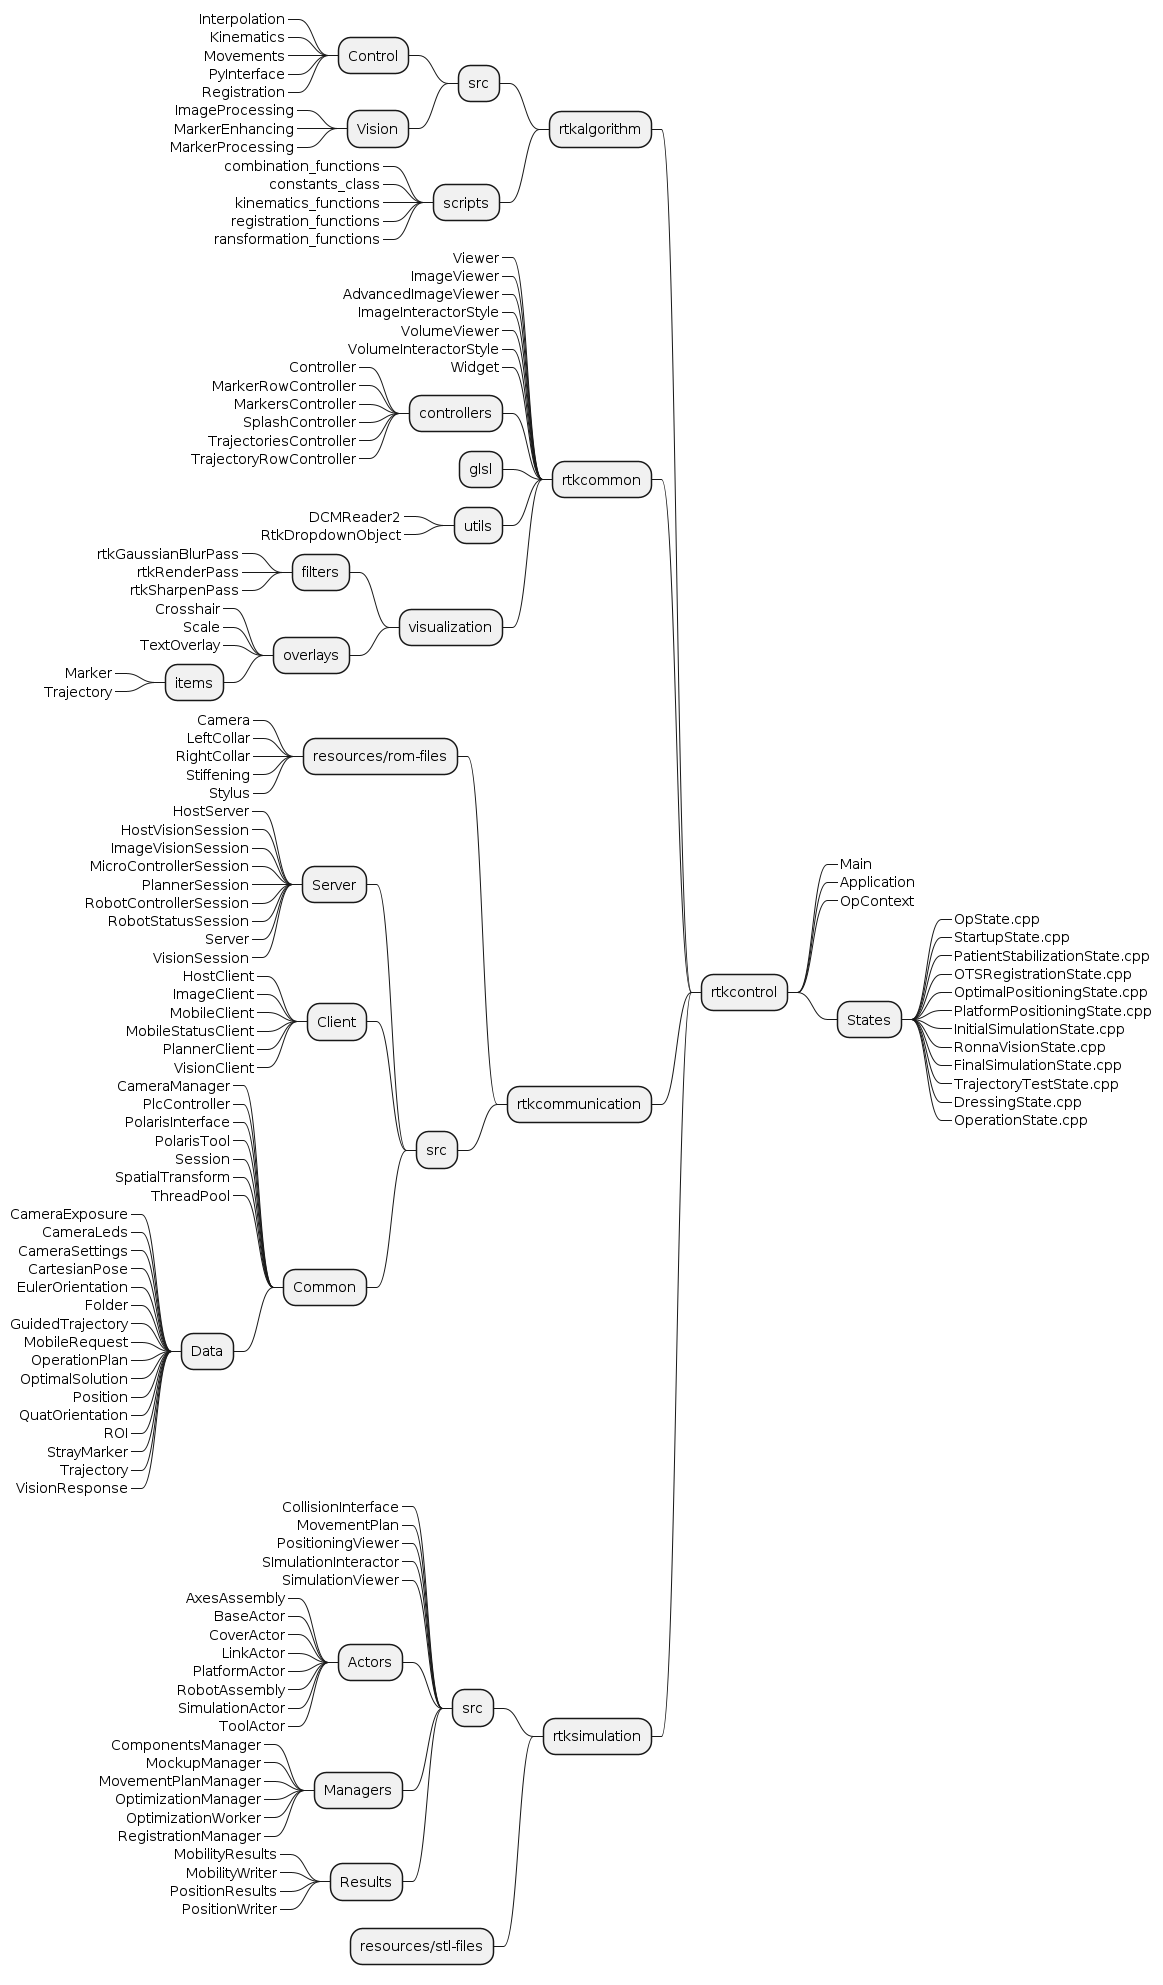 Interpolation
Kinematics
Movements
PyInterface
Registration
Control
ImageProcessing
MarkerEnhancing
MarkerProcessing
Vision
src
combination_functions
constants_class
kinematics_functions
registration_functions
ransformation_functions
scripts
rtkalgorithm
Viewer
ImageViewer
AdvancedImageViewer
ImageInteractorStyle
VolumeViewer
VolumeInteractorStyle
Widget
Controller
MarkerRowController
MarkersController
SplashController
TrajectoriesController
TrajectoryRowController
controllers
glsl
DCMReader2
RtkDropdownObject
utils
rtkGaussianBlurPass
rtkRenderPass
rtkSharpenPass
filters
Crosshair
Scale
TextOverlay
Marker
Trajectory
items
overlays
visualization
rtkcommon
Camera
LeftCollar
RightCollar
Stiffening
Stylus
resources/rom-files
HostServer
HostVisionSession
ImageVisionSession
MicroControllerSession
PlannerSession
RobotControllerSession
RobotStatusSession
Server
VisionSession
Server
HostClient
ImageClient
MobileClient
MobileStatusClient
PlannerClient
VisionClient
Client
CameraManager
PlcController
PolarisInterface
PolarisTool
Session
SpatialTransform
ThreadPool
CameraExposure
CameraLeds
CameraSettings
CartesianPose
EulerOrientation
Folder
GuidedTrajectory
MobileRequest
OperationPlan
OptimalSolution
Position
QuatOrientation
ROI
StrayMarker
Trajectory
VisionResponse
Data
Common
src
rtkcommunication
CollisionInterface
MovementPlan
PositioningViewer
SImulationInteractor
SimulationViewer
AxesAssembly
BaseActor
CoverActor
LinkActor
PlatformActor
RobotAssembly
SimulationActor
ToolActor
Actors
ComponentsManager
MockupManager
MovementPlanManager
OptimizationManager
OptimizationWorker
RegistrationManager
Managers
MobilityResults
MobilityWriter
PositionResults
PositionWriter
Results
src
resources/stl-files
rtksimulation
rtkcontrol
Main
Application
OpContext
States
OpState.cpp
StartupState.cpp
PatientStabilizationState.cpp
OTSRegistrationState.cpp
OptimalPositioningState.cpp
PlatformPositioningState.cpp
InitialSimulationState.cpp
RonnaVisionState.cpp
FinalSimulationState.cpp
TrajectoryTestState.cpp
DressingState.cpp
OperationState.cpp